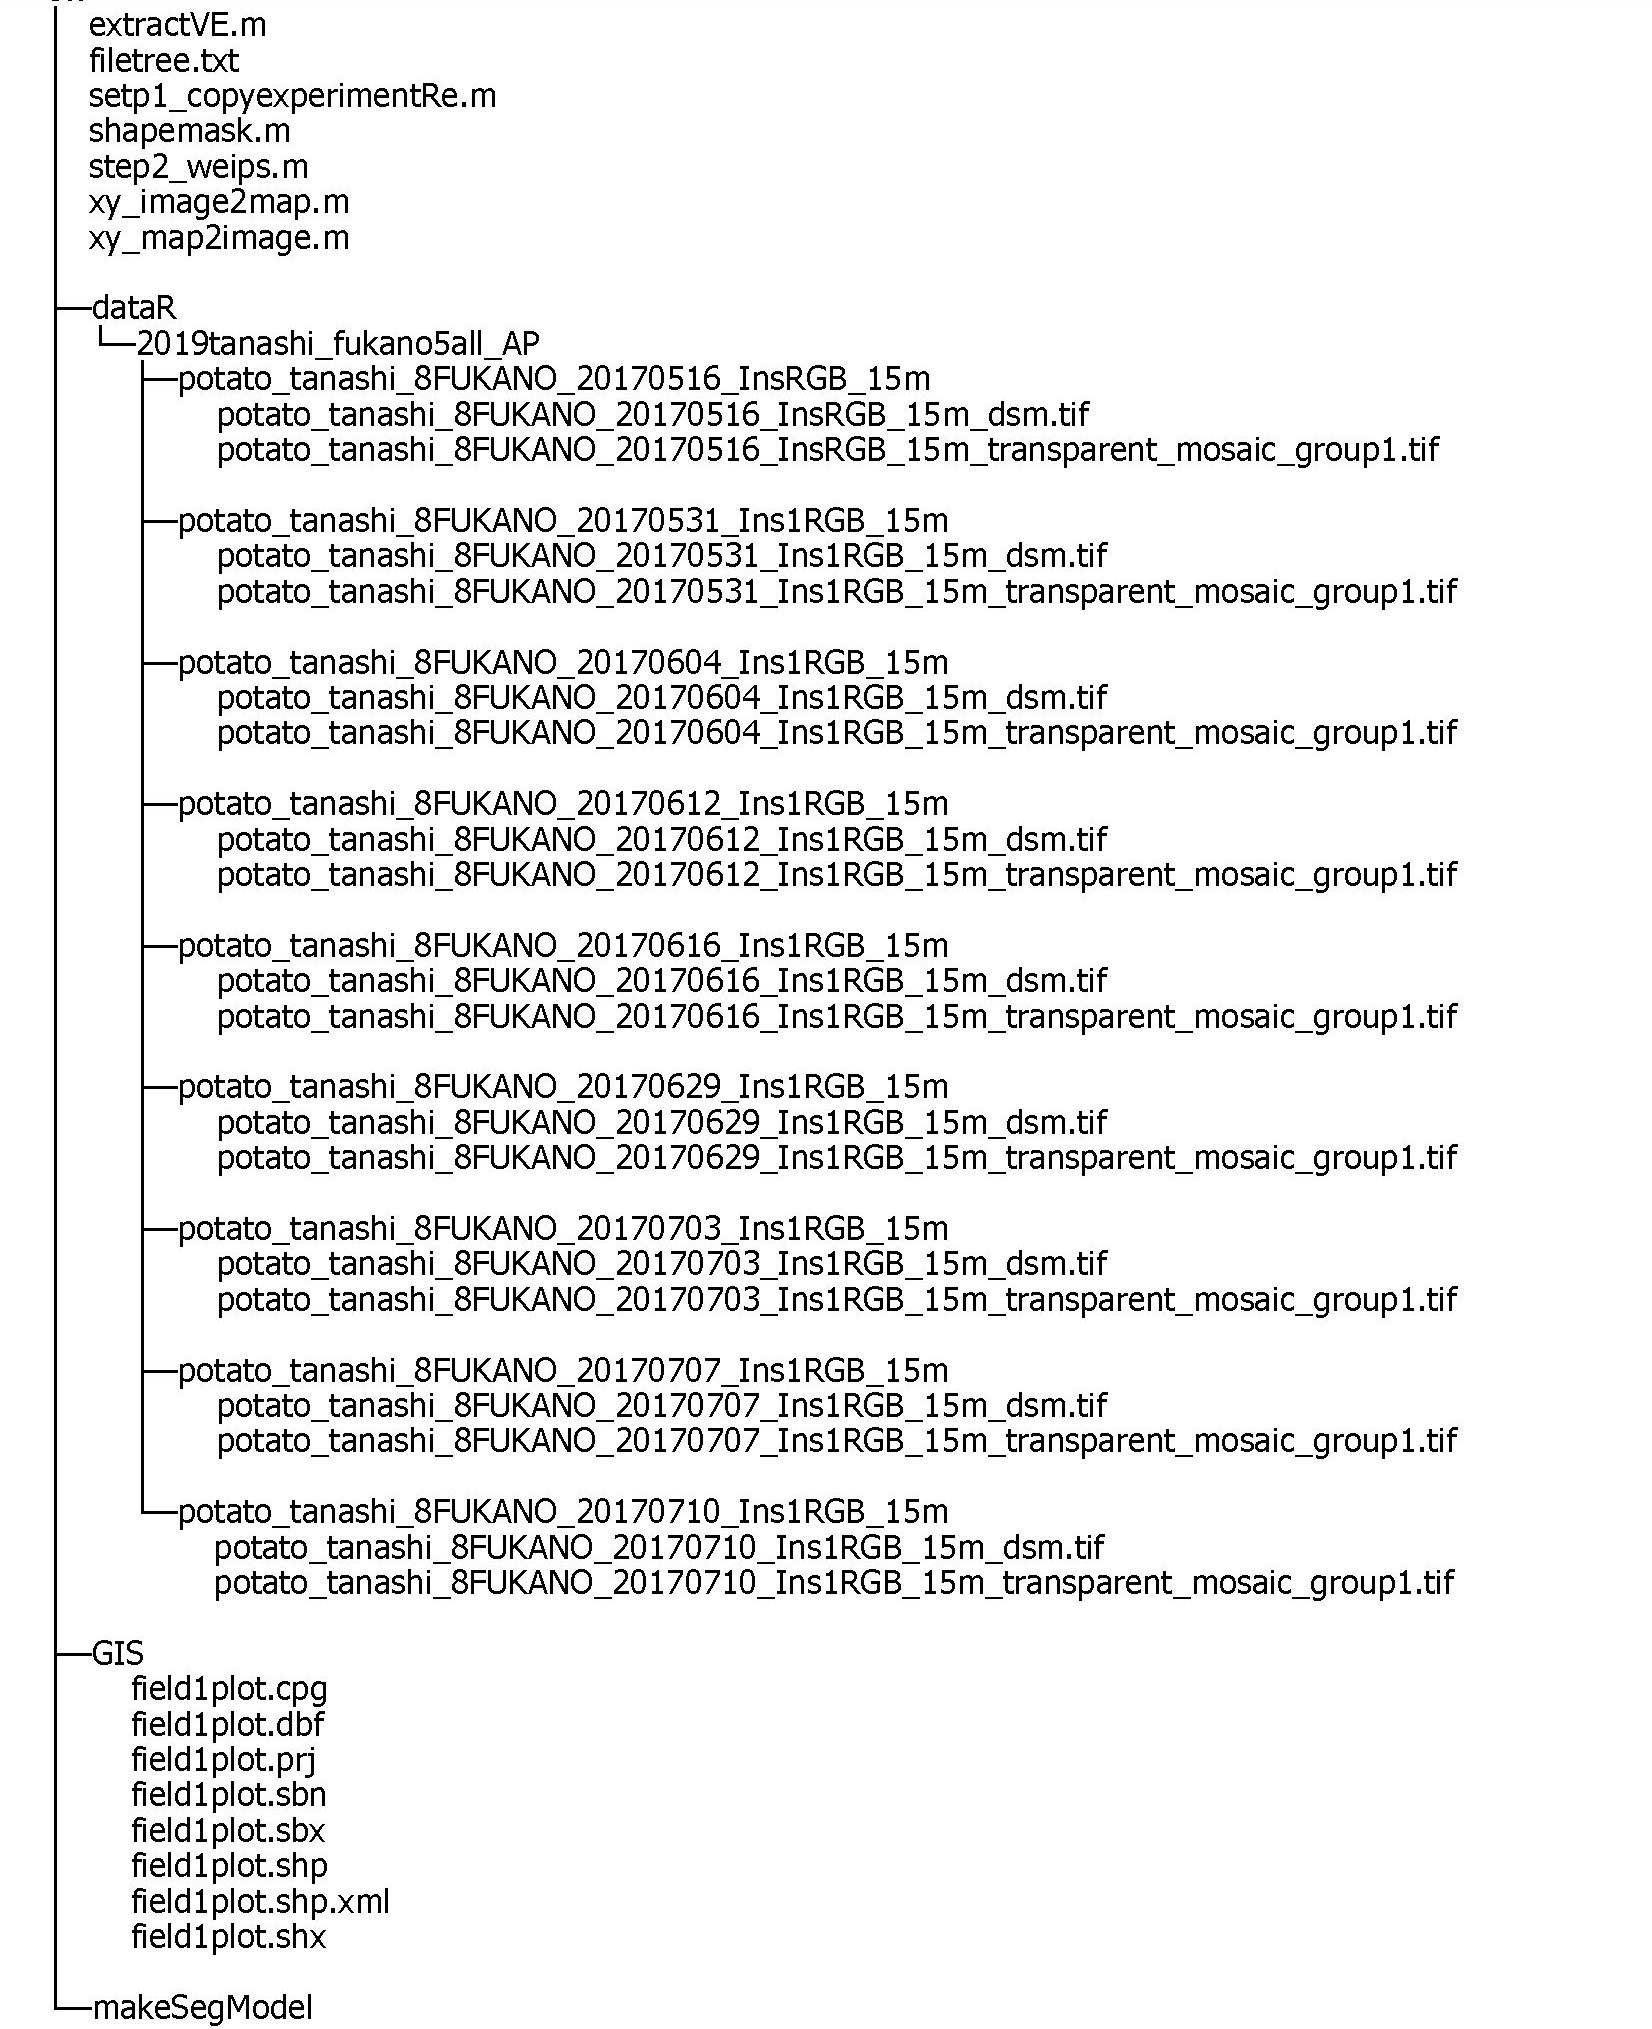 extractVE.m
filetree.txt
setp1_copyexperimentRe.m
shapemask.m
step2_weips.m
xy_image2map.m
xy_map2image.m
dataR
2019tanashi_fukano5all_AP
potato_tanashi_8FUKANO_20170516_InsRGB_15m
potato_tanashi_8FUKANO_20170516_InsRGB_15m_dsm.tif
potato_tanashi_8FUKANO_20170516_InsRGB_15m_transparent_mosaic_group1.tif
potato_tanashi_8FUKANO_20170531_Ins1RGB_15m
potato_tanashi_8FUKANO_20170531_Ins1RGB_15m_dsm.tif
potato_tanashi_8FUKANO_20170531_Ins1RGB_15m_transparent_mosaic_group1.tif
potato_tanashi_8FUKANO_20170604_Ins1RGB_15m
potato_tanashi_8FUKANO_20170604_Ins1RGB_15m_dsm.tif
potato_tanashi_8FUKANO_20170604_Ins1RGB_15m_transparent_mosaic_group1.tif
potato_tanashi_8FUKANO_20170612_Ins1RGB_15m
potato_tanashi_8FUKANO_20170612_Ins1RGB_15m_dsm.tif
potato_tanashi_8FUKANO_20170612_Ins1RGB_15m_transparent_mosaic_group1.tif
potato_tanashi_8FUKANO_20170616_Ins1RGB_15m
potato_tanashi_8FUKANO_20170616_Ins1RGB_15m_dsm.tif
potato_tanashi_8FUKANO_20170616_Ins1RGB_15m_transparent_mosaic_group1.tif
potato_tanashi_8FUKANO_20170629_Ins1RGB_15m
potato_tanashi_8FUKANO_20170629_Ins1RGB_15m_dsm.tif
potato_tanashi_8FUKANO_20170629_Ins1RGB_15m_transparent_mosaic_group1.tif
potato_tanashi_8FUKANO_20170703_Ins1RGB_15m
potato_tanashi_8FUKANO_20170703_Ins1RGB_15m_dsm.tif
potato_tanashi_8FUKANO_20170703_Ins1RGB_15m_transparent_mosaic_group1.tif
potato_tanashi_8FUKANO_20170707_Ins1RGB_15m
potato_tanashi_8FUKANO_20170707_Ins1RGB_15m_dsm.tif
potato_tanashi_8FUKANO_20170707_Ins1RGB_15m_transparent_mosaic_group1.tif
potato_tanashi_8FUKANO_20170710_Ins1RGB_15m
potato_tanashi_8FUKANO_20170710_Ins1RGB_15m_dsm.tif
potato_tanashi_8FUKANO_20170710_Ins1RGB_15m_transparent_mosaic_group1.tif
GIS
field1plot.cpg
field1plot.dbf
field1plot.prj
field1plot.sbn
field1plot.sbx
field1plot.shp
field1plot.shp.xml
field1plot.shx
makeSegModel